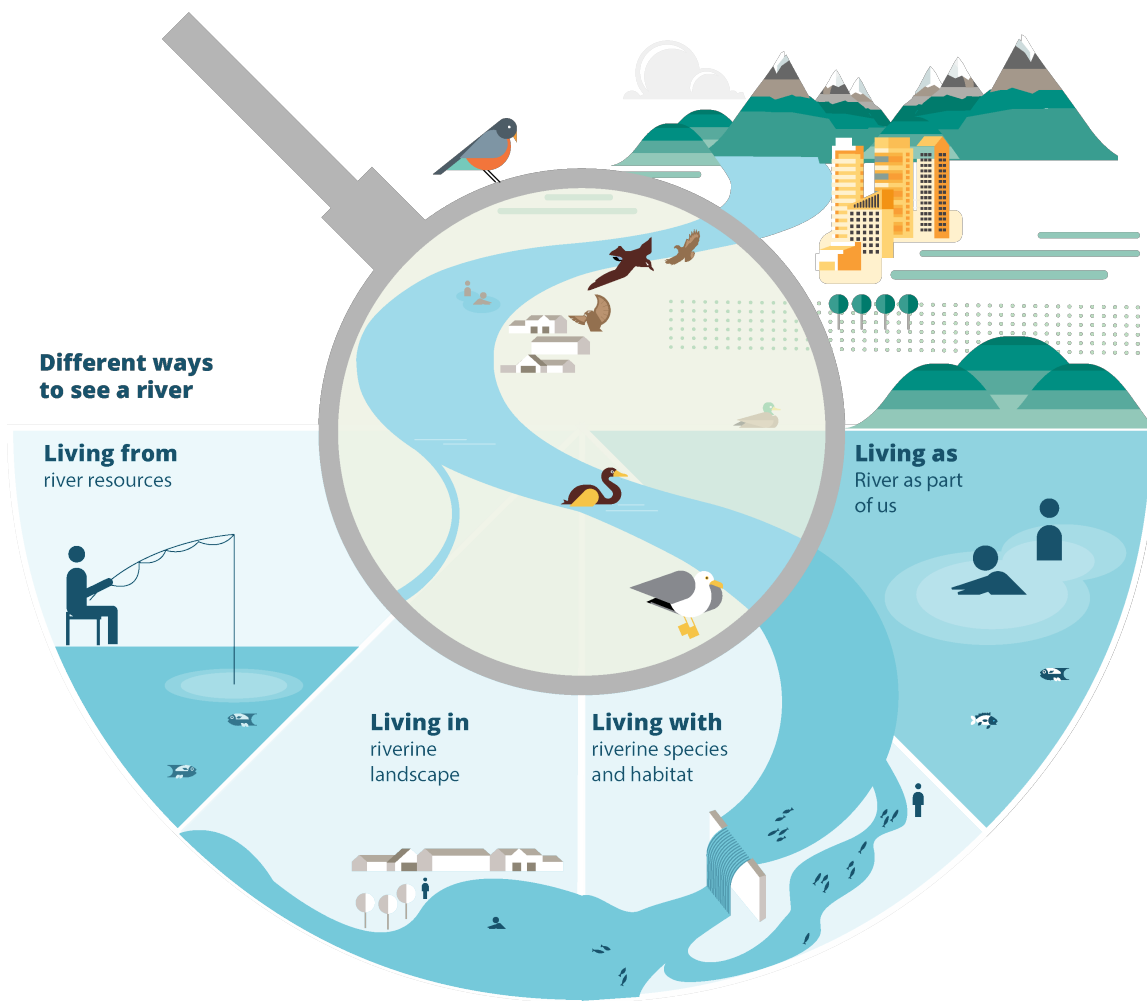 Different ways
to see a river
Living from
river resources
Living as
River as part
of us
Living in
riverine
landscape
Living with
riverine species
and habitat